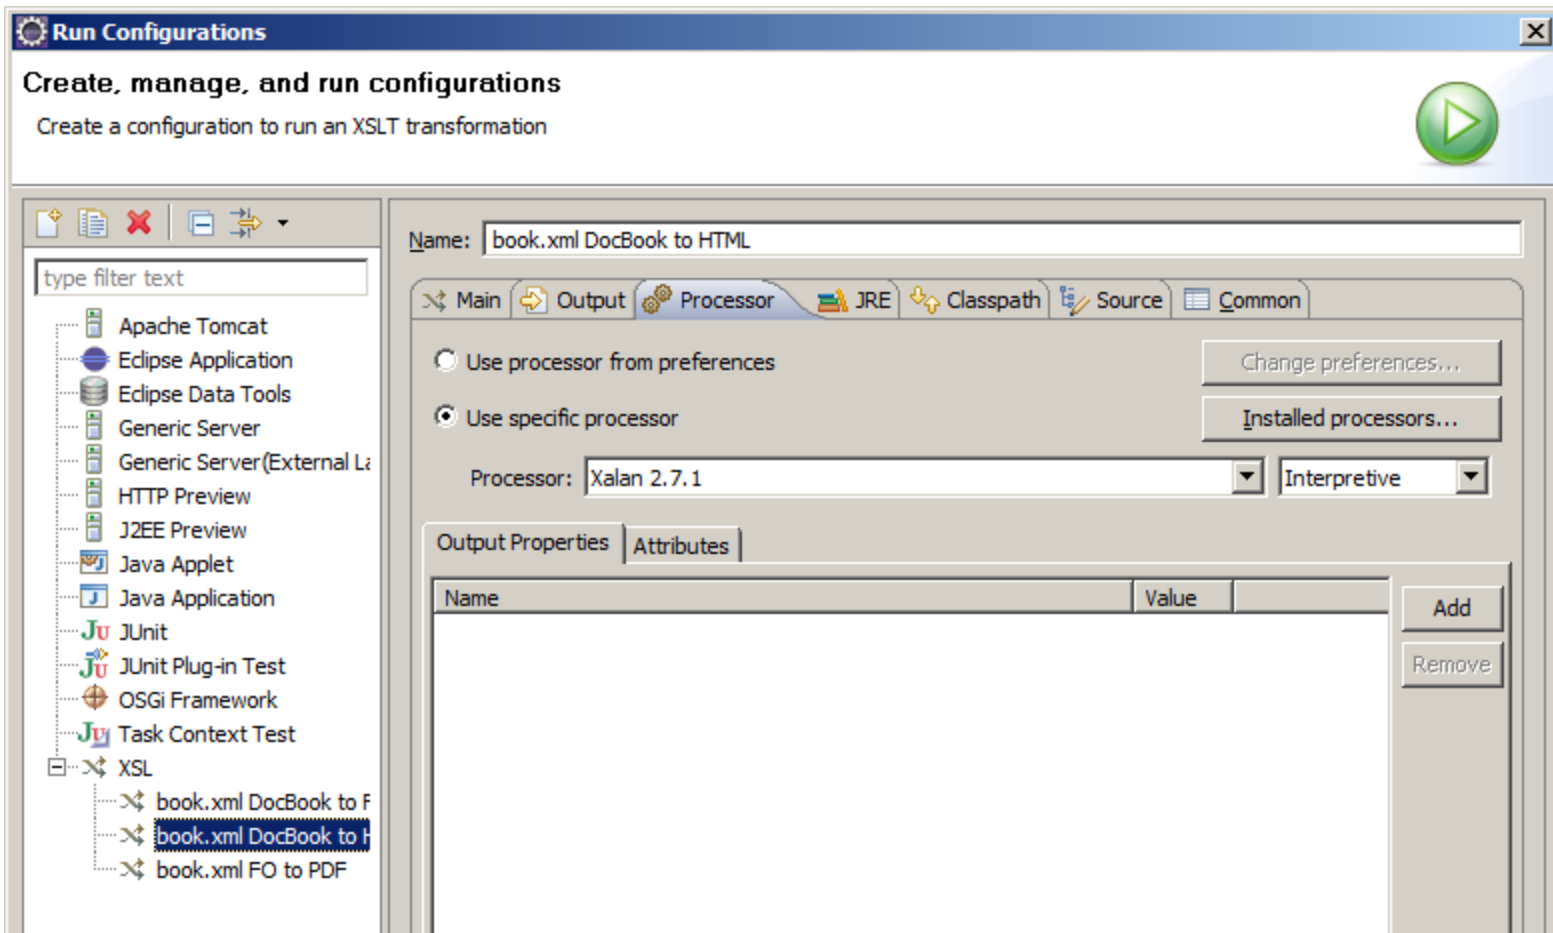 Run Configurations
Create, manage, and run configurations
Create a configuration to run an XSLT transformation
type filter text
Apache Tomcat
Eclipse Application
Eclipse Data Tools
Generic Server
Generic Server(External La
HTTP Preview
J2EE Preview
Java Applet
Java Application
JUnit
JUnit Plug-in Test
OSGi Framework
Task Context Test
XSL
book.xml DocBook to F
book.xml DocBook to H
book.xml FO to PDF
Name: book.xml DocBook to HTML
Main Output Processor JRE Classpath Source Common
Use processor from preferences Change preferences...
Use specific processor Installed processors...
Processor: Xalan 2.7.1 Interpretive
Output Properties Attributes
Name Value
Add
Remove